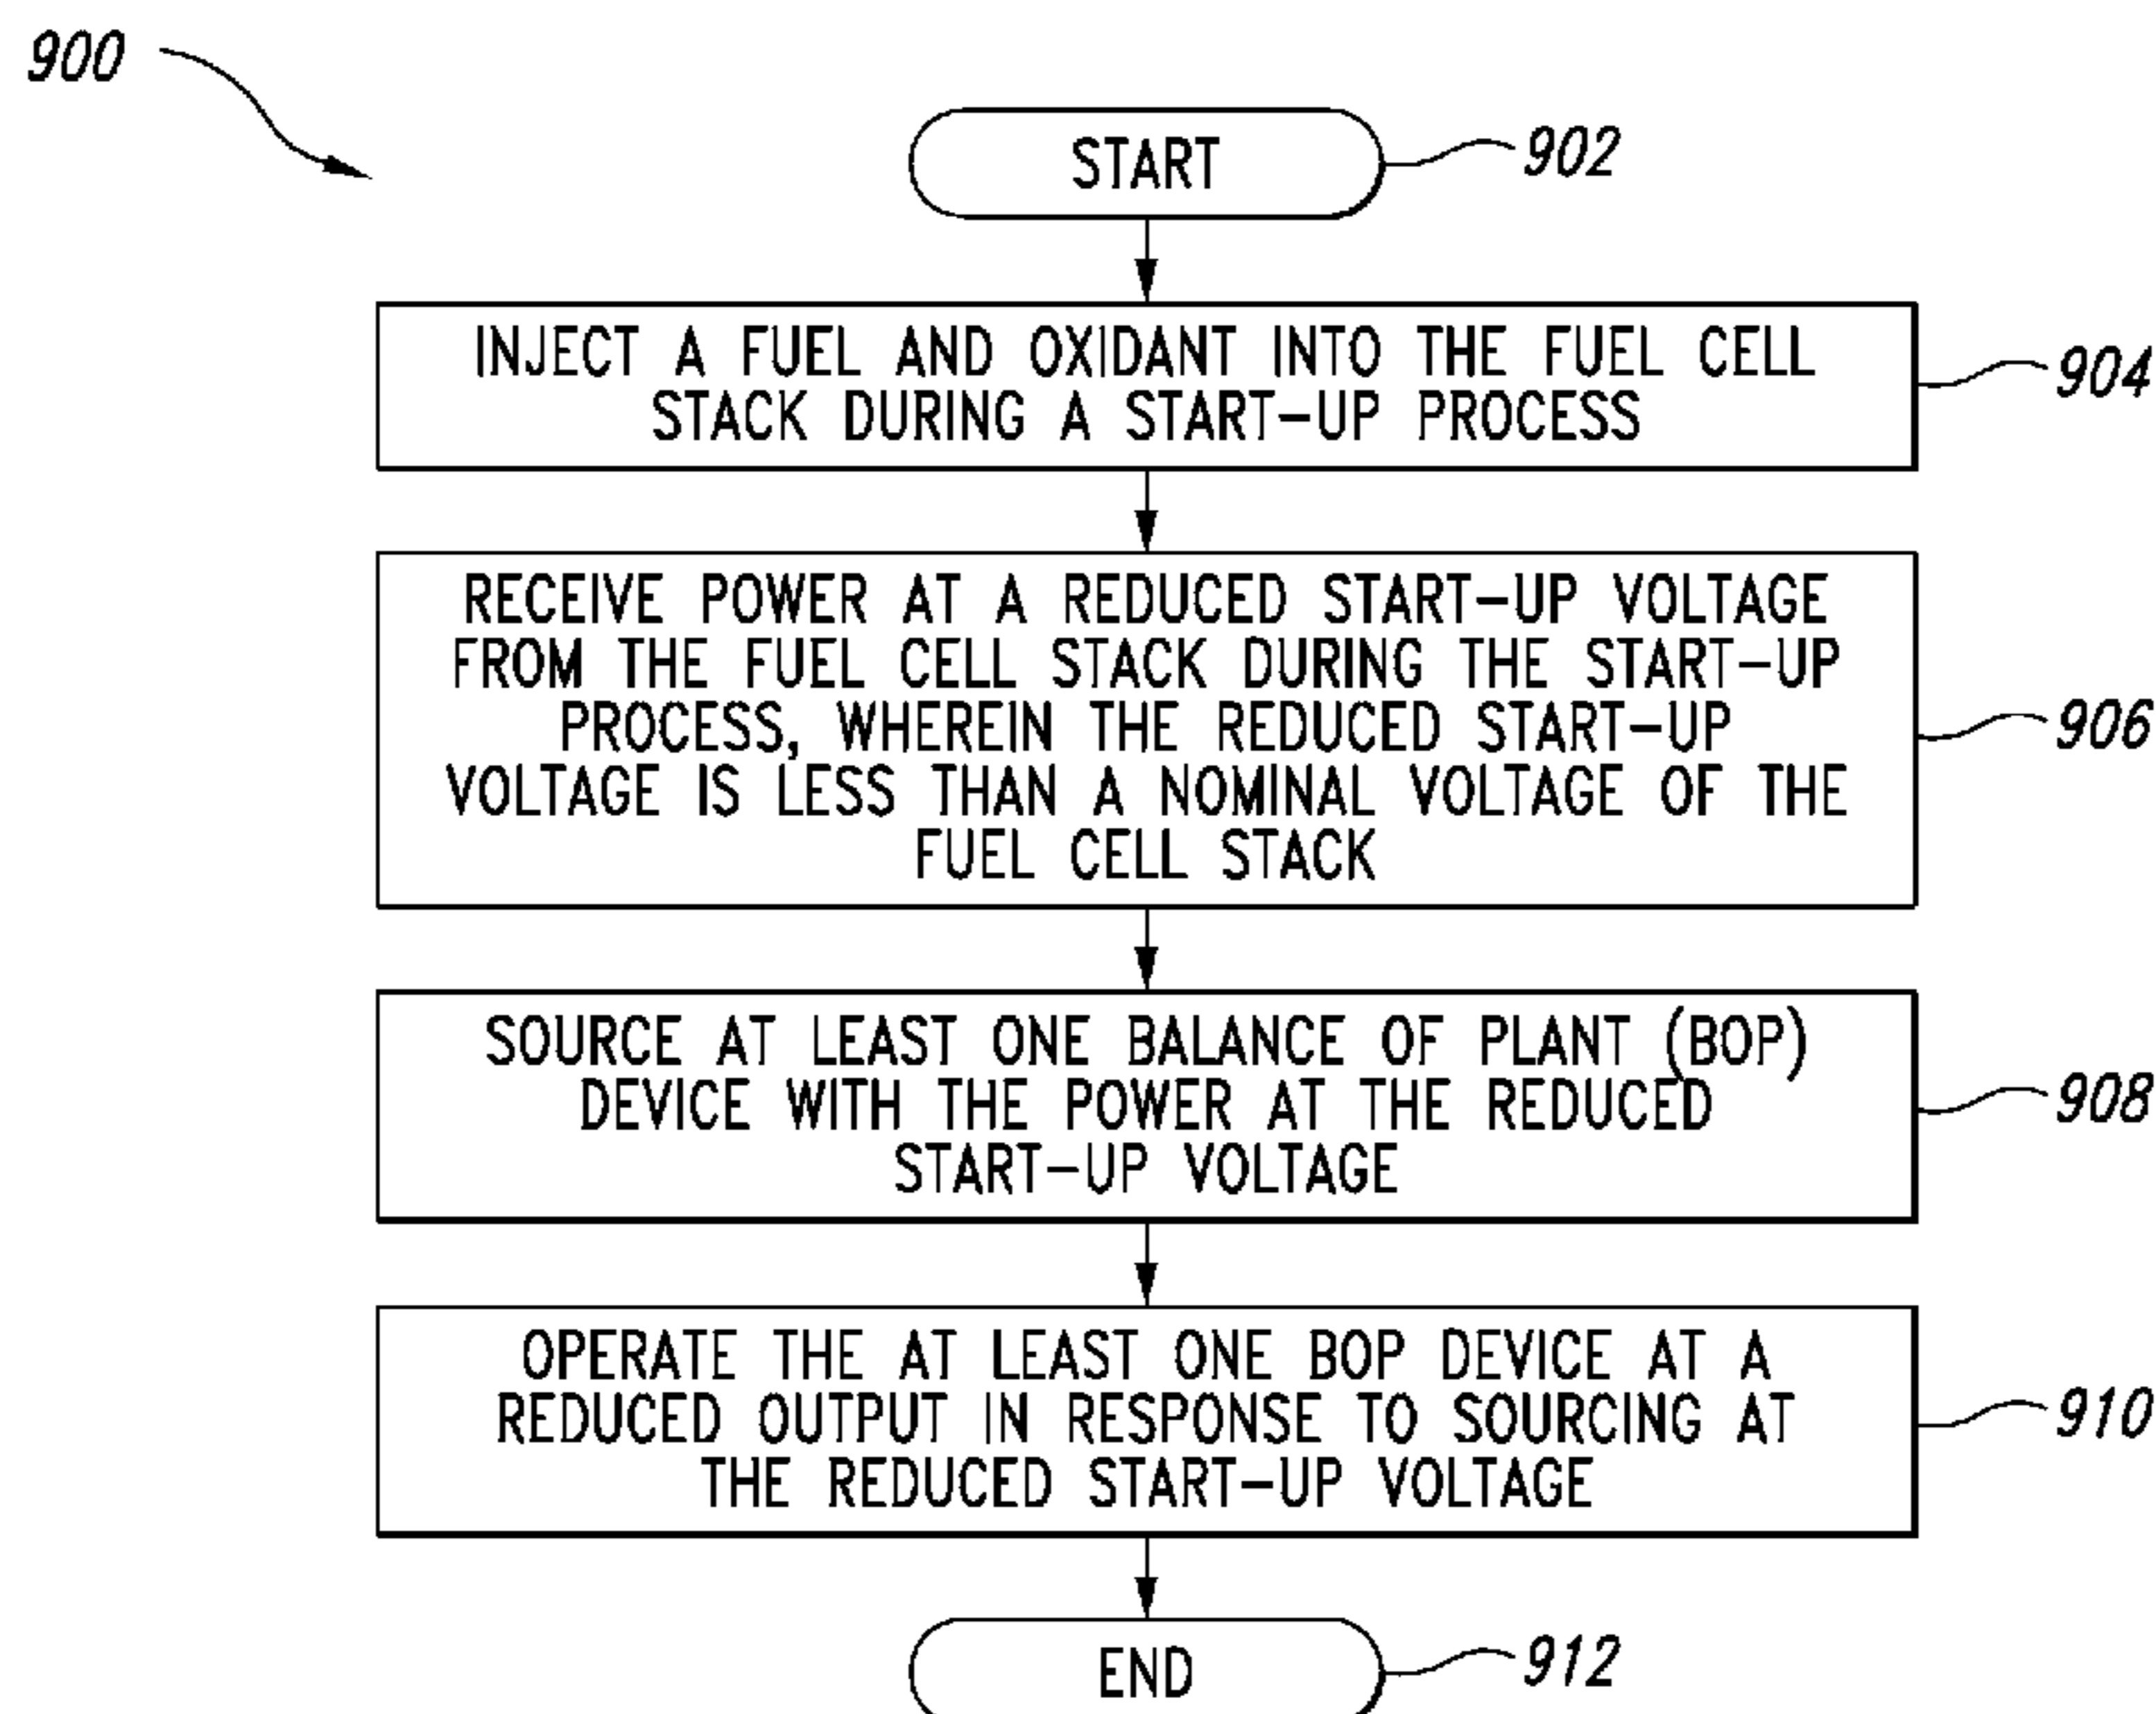 900
START
902
INJECT A FUEL AND OXIDANT INTO THE FUEL CELL
STACK DURING A START-UP PROCESS
904
RECEIVE POWER AT A REDUCED START-UP VOLTAGE
FROM THE FUEL CELL STACK DURING THE START-UP
PROCESS, WHEREIN THE REDUCED START-UP
VOLTAGE IS LESS THAN A NOMINAL VOLTAGE OF THE
FUEL CELL STACK
906
SOURCE AT LEAST ONE BALANCE OF PLANT (BOP)
DEVICE WITH THE POWER AT THE REDUCED
START-UP VOLTAGE
908
OPERATE THE AT LEAST ONE BOP DEVICE AT A
REDUCED OUTPUT IN RESPONSE TO SOURCING AT
THE REDUCED START-UP VOLTAGE
910
END
912